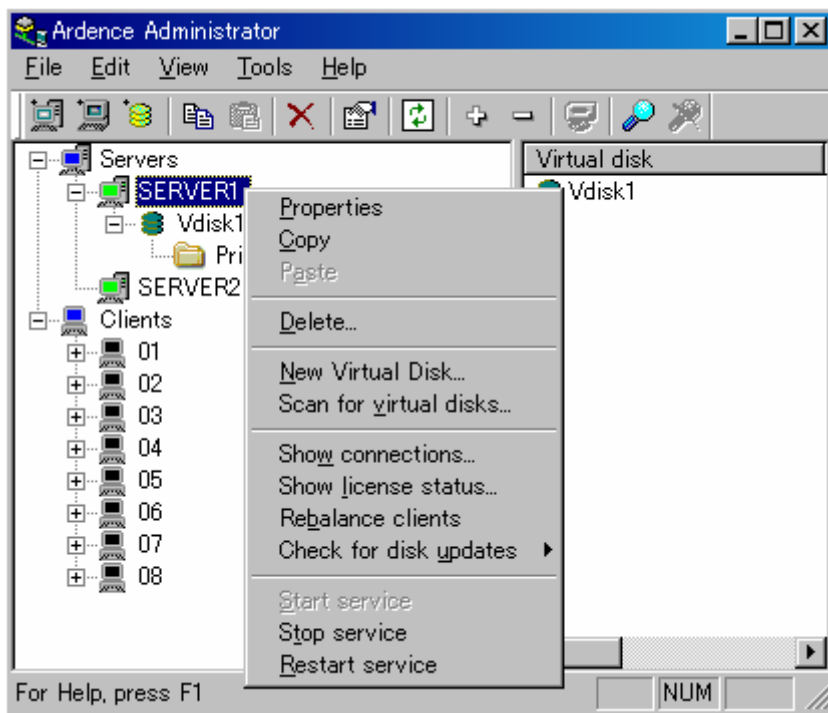 Ardence Administrator
File Edit View Tools Help
Servers
SERVER1
Vdisk1
Pri
SERVER2
Clients
01
02
03
04
05
06
07
08
Virtual disk
Vdisk1
Properties
Copy
Paste
Delete...
New Virtual Disk...
Scan for virtual disks...
Show connections...
Show license status...
Rebalance clients
Check for disk updates
Start service
Stop service
Restart service
For Help, press F1
NUM